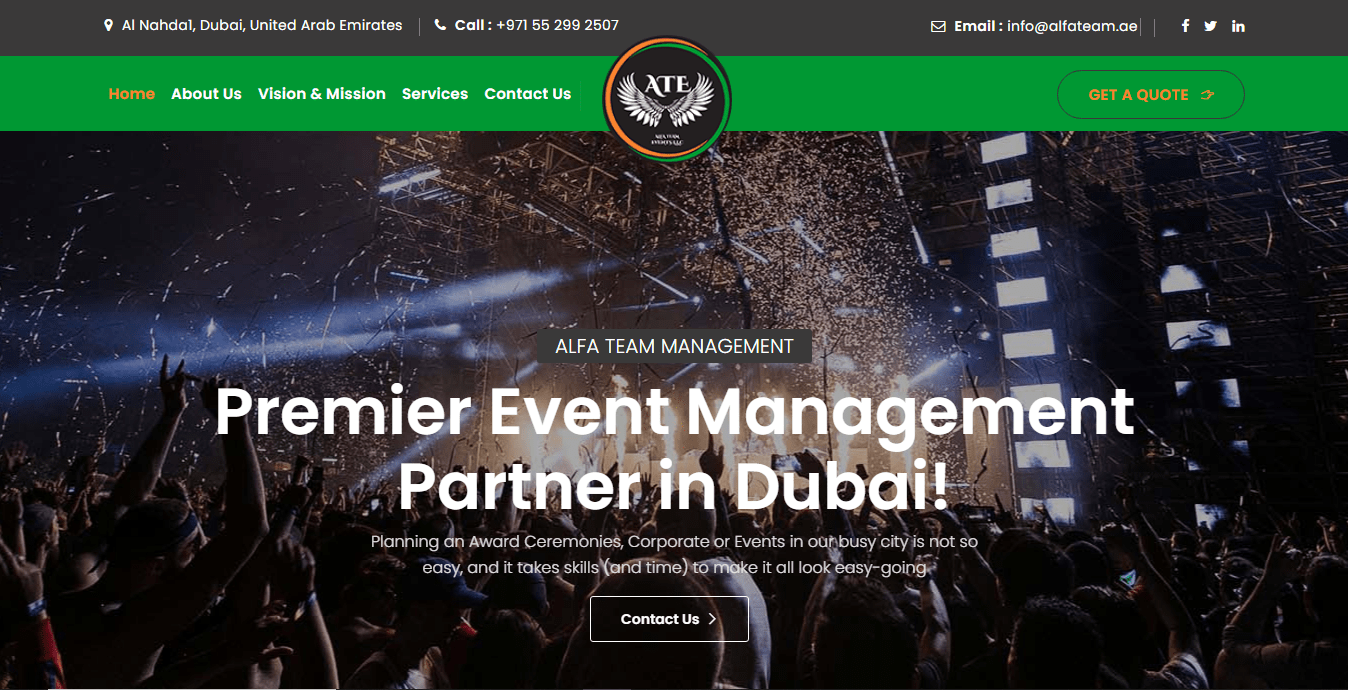 Al Nahda1, Dubai, United Arab Emirates
Call : +971 55 299 2507
Email : info@alfateam.ae
Home About Us Vision & Mission Services Contact Us
ATE
ALFA TEAM
EVENTS LLC
GET A QUOTE
ALFA TEAM MANAGEMENT
Premier Event Management
Partner in Dubai!
Planning an Award Ceremonies, Corporate or Events in our busy city is not so
easy, and it takes skills (and time) to make it all look easy-going.
Contact Us